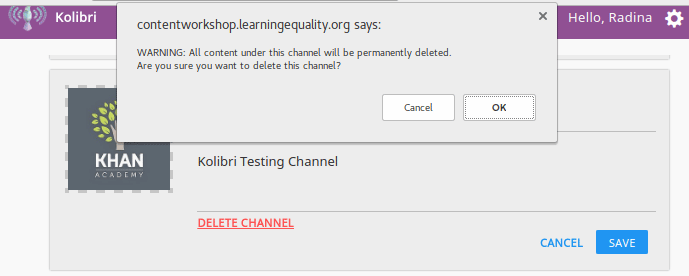 Kolibri
Hello, Radina
contentworkshop.learningequality.org says:
WARNING: All content under this channel will be permanently deleted.
Are you sure you want to delete this channel?
Cancel
OK
KHAN
ACADEMY
Kolibri Testing Channel
DELETE CHANNEL
CANCEL
SAVE